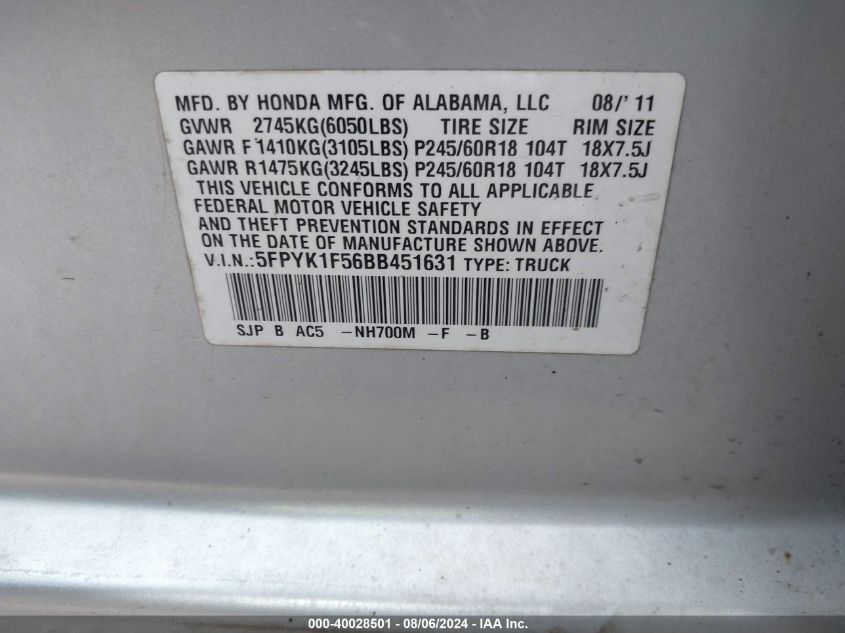 MFD. BY HONDA MFG. OF ALABAMA, LLC 08/'11
GVWR 2745KG(6050LBS) TIRE SIZE RIM SIZE
GAWR F 1410KG(3105LBS) P245/60R18 104T 18X7.5J
GAWR R1475KG(3245LBS) P245/60R18 104T 18X7.5J
THIS VEHICLE CONFORMS TO ALL APPLICABLE
FEDERAL MOTOR VEHICLE SAFETY
AND THEFT PREVENTION STANDARDS IN EFFECT
ON THE DATE OF MANUFACTURE SHOWN ABOVE.
V.I.N.:5FPYK1F56BB451631 TYPE: TRUCK
SJP B AC5 -NH700M -F -B
000-40028501 - 08/06/2024 - IAA Inc.